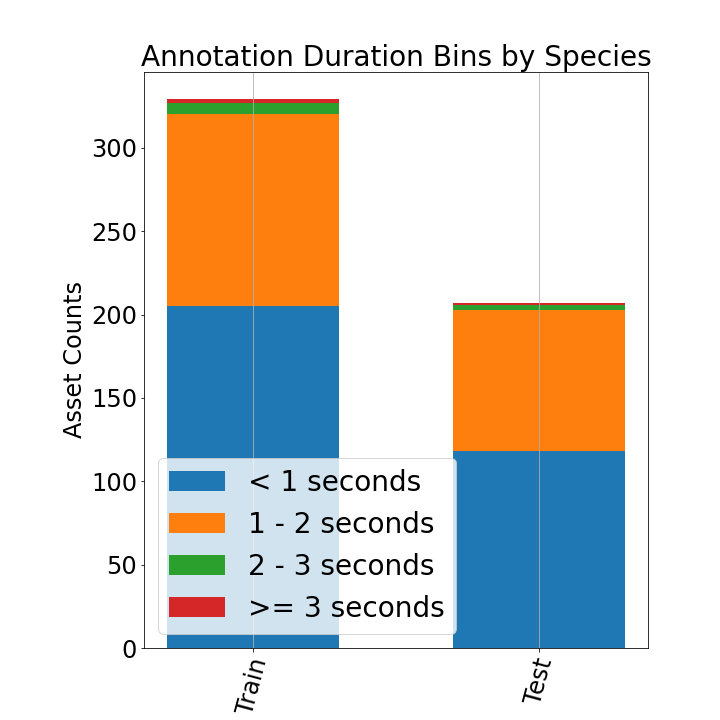 Annotation Duration Bins by Species
Asset Counts
300
250
200
150
100
50
0
< 1 seconds
1 - 2 seconds
2 - 3 seconds
>= 3 seconds
Train
Test